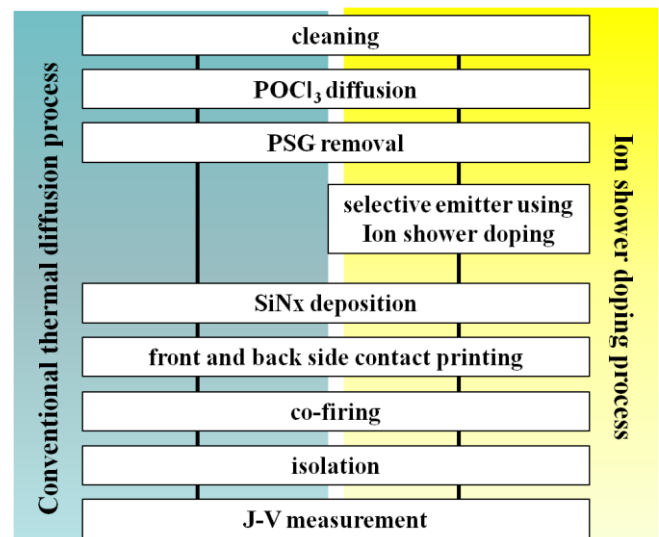 Conventional thermal diffusion process
cleaning
POCl₃ diffusion
PSG removal
selective emitter using
Ion shower doping
SiNx deposition
front and back side contact printing
co-firing
isolation
J-V measurement
Ion shower doping process